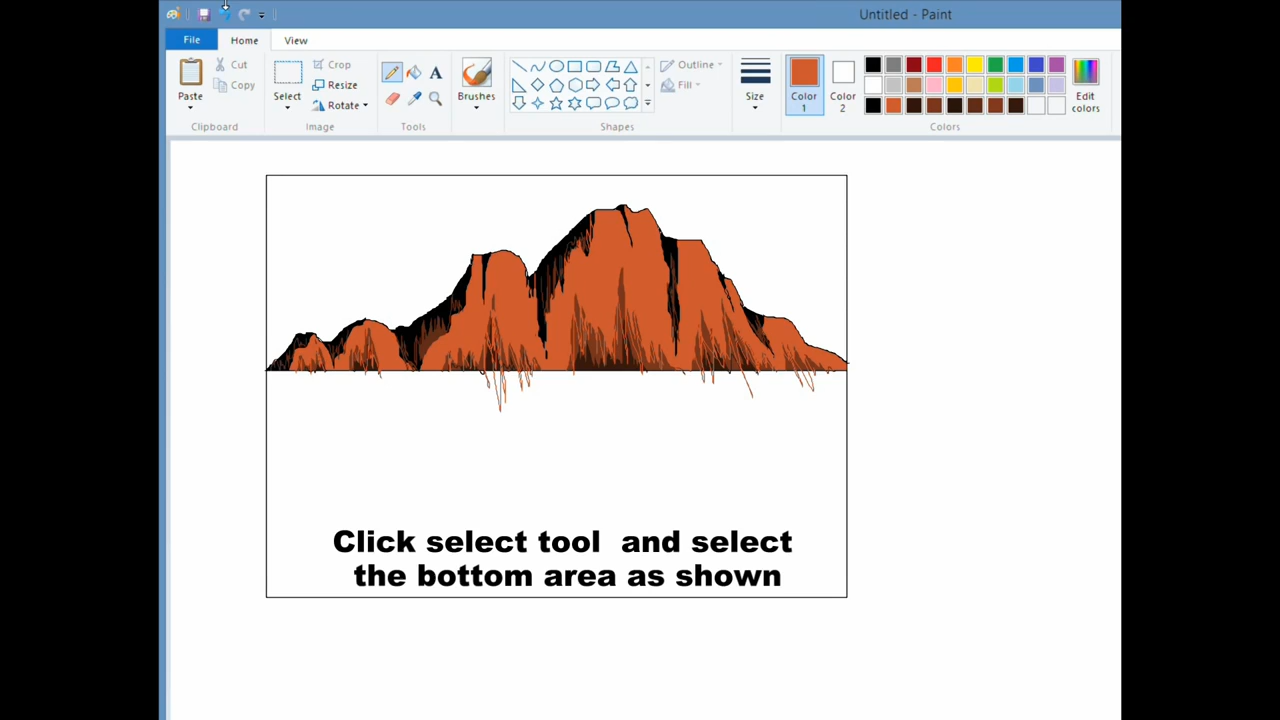 Untitled - Paint
File Home View
Paste Cut Copy
Clipboard
Select Crop Resize Rotate
Image
Tools
Brushes
Outline Fill
Shapes
Size
Color 1 Color 2
Edit colors
Colors
Click select tool and select
the bottom area as shown